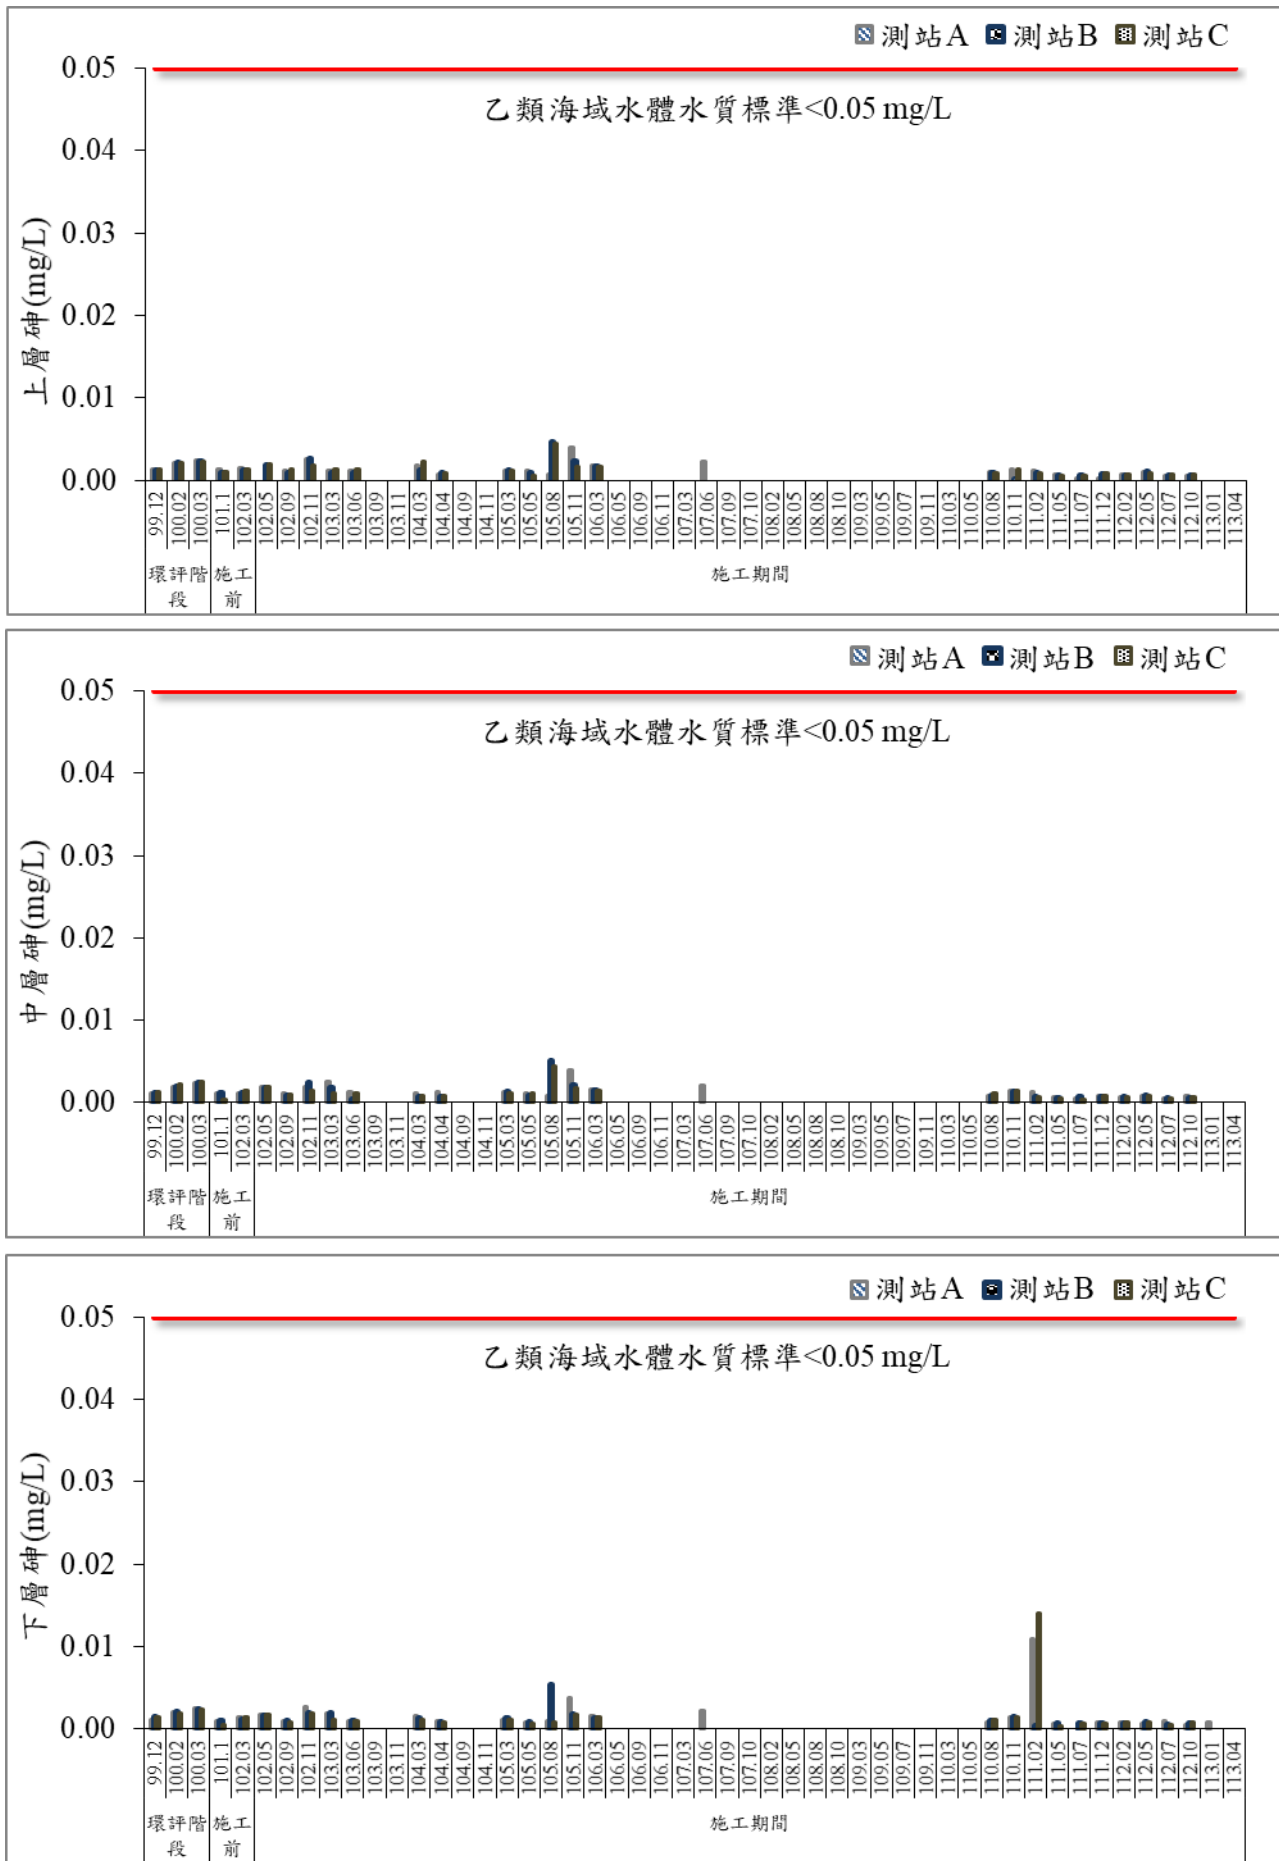 測站A 測站B 測站C
0.05
乙類海域水體水質標準<0.05 mg/L
0.04
0.03
0.02
0.01
0.00
上層砷(mg/L)
99.12 100.02 100.03 101.1 102.03 102.05 102.09 102.11 103.03 103.06 103.09 103.11 104.03 104.04 104.09 104.11 105.03 105.05 105.08 105.11 106.03 106.05 106.09 106.11 107.03 107.06 107.09 107.10 108.02 108.05 108.08 108.10 109.03 109.05 109.07 109.11 110.03 110.05 110.08 110.11 111.02 111.05 111.07 111.12 112.02 112.05 112.07 112.10 113.01 113.04
環評階段 施工前 施工期間
測站A 測站B 測站C
0.05
乙類海域水體水質標準<0.05 mg/L
0.04
0.03
0.02
0.01
0.00
中層砷(mg/L)
99.12 100.02 100.03 101.1 102.03 102.05 102.09 102.11 103.03 103.06 103.09 103.11 104.03 104.04 104.09 104.11 105.03 105.05 105.08 105.11 106.03 106.05 106.09 106.11 107.03 107.06 107.09 107.10 108.02 108.05 108.08 108.10 109.03 109.05 109.07 109.11 110.03 110.05 110.08 110.11 111.02 111.05 111.07 111.12 112.02 112.05 112.07 112.10 113.01 113.04
環評階段 施工前 施工期間
測站A 測站B 測站C
0.05
乙類海域水體水質標準<0.05 mg/L
0.04
0.03
0.02
0.01
0.00
下層砷(mg/L)
99.12 100.02 100.03 101.1 102.03 102.05 102.09 102.11 103.03 103.06 103.09 103.11 104.03 104.04 104.09 104.11 105.03 105.05 105.08 105.11 106.03 106.05 106.09 106.11 107.03 107.06 107.09 107.10 108.02 108.05 108.08 108.10 109.03 109.05 109.07 109.11 110.03 110.05 110.08 110.11 111.02 111.05 111.07 111.12 112.02 112.05 112.07 112.10 113.01 113.04
環評階段 施工前 施工期間